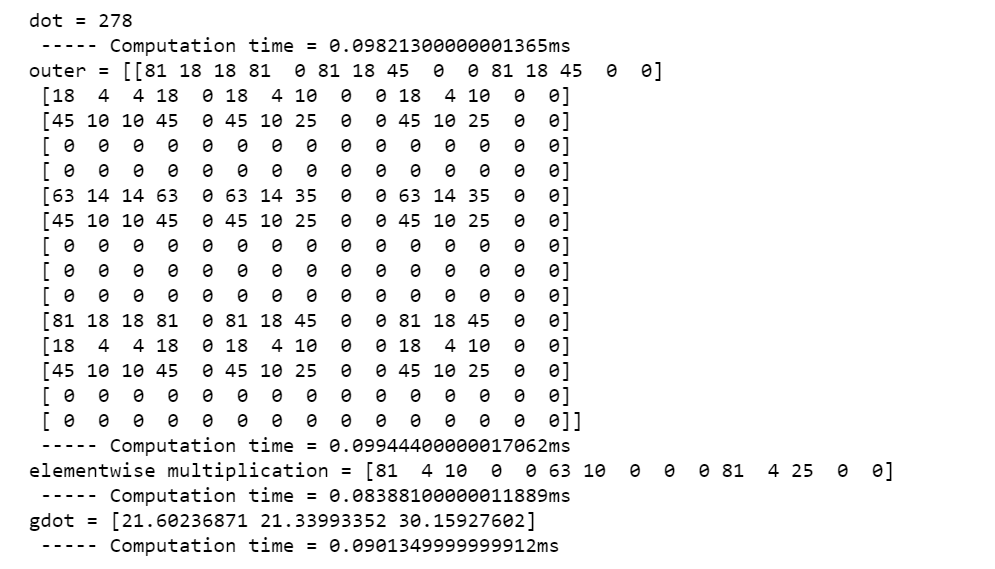 dot = 278
 ----- Computation time = 0.09821300000001365ms
outer = [[81 18 18 81  0 81 18 45  0  0 81 18 45  0  0]
 [18  4  4 18  0 18  4 10  0  0 18  4 10  0  0]
 [45 10 10 45  0 45 10 25  0  0 45 10 25  0  0]
 [ 0  0  0  0  0  0  0  0  0  0  0  0  0  0  0]
 [ 0  0  0  0  0  0  0  0  0  0  0  0  0  0  0]
 [63 14 14 63  0 63 14 35  0  0 63 14 35  0  0]
 [45 10 10 45  0 45 10 25  0  0 45 10 25  0  0]
 [ 0  0  0  0  0  0  0  0  0  0  0  0  0  0  0]
 [ 0  0  0  0  0  0  0  0  0  0  0  0  0  0  0]
 [ 0  0  0  0  0  0  0  0  0  0  0  0  0  0  0]
 [81 18 18 81  0 81 18 45  0  0 81 18 45  0  0]
 [18  4  4 18  0 18  4 10  0  0 18  4 10  0  0]
 [45 10 10 45  0 45 10 25  0  0 45 10 25  0  0]
 [ 0  0  0  0  0  0  0  0  0  0  0  0  0  0  0]
 [ 0  0  0  0  0  0  0  0  0  0  0  0  0  0  0]]
 ----- Computation time = 0.09944400000017062ms
elementwise multiplication = [81  4 10  0  0 63 10  0  0  0 81  4 25  0  0]
 ----- Computation time = 0.08388100000011889ms
gdot = [21.60236871 21.33993352 30.15927602]
 ----- Computation time = 0.0901349999999912ms